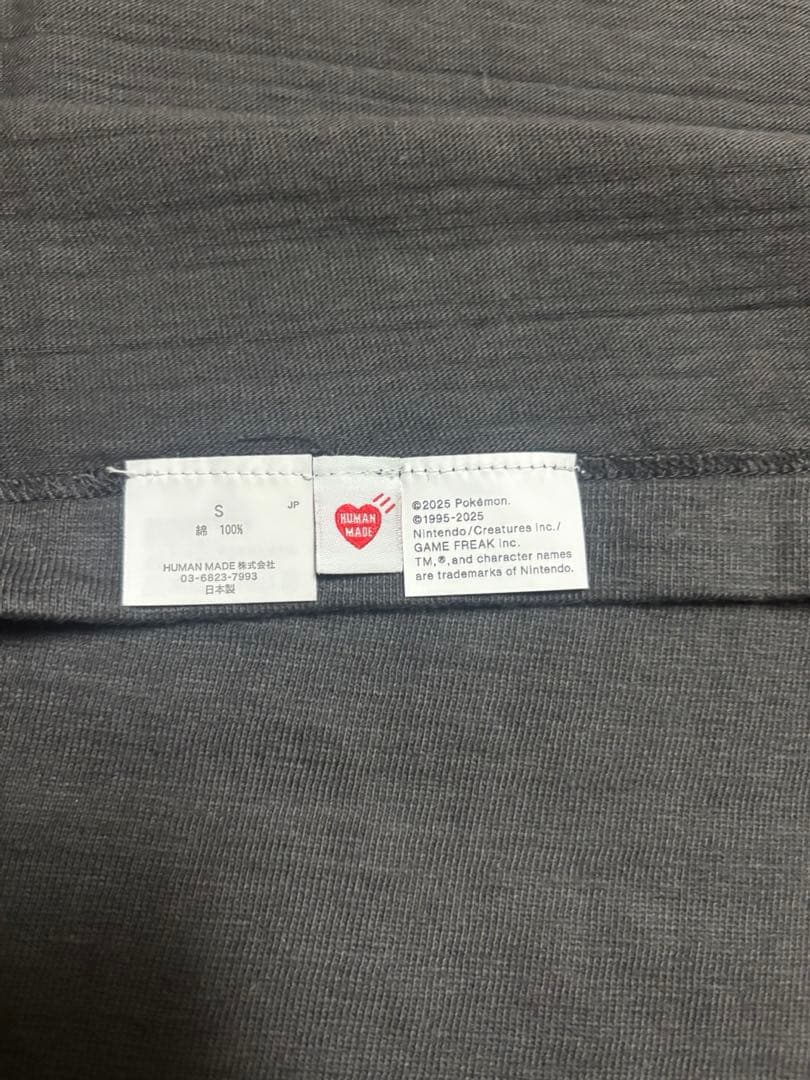 S
JP
綿 100%
HUMAN MADE 株式会社
03-6823-7993
日本製
HUMAN
MADE
©2025 Pokémon.
©1995-2025
Nintendo/Creatures Inc./
GAME FREAK inc.
TM,®,and character names
are trademarks of Nintendo.